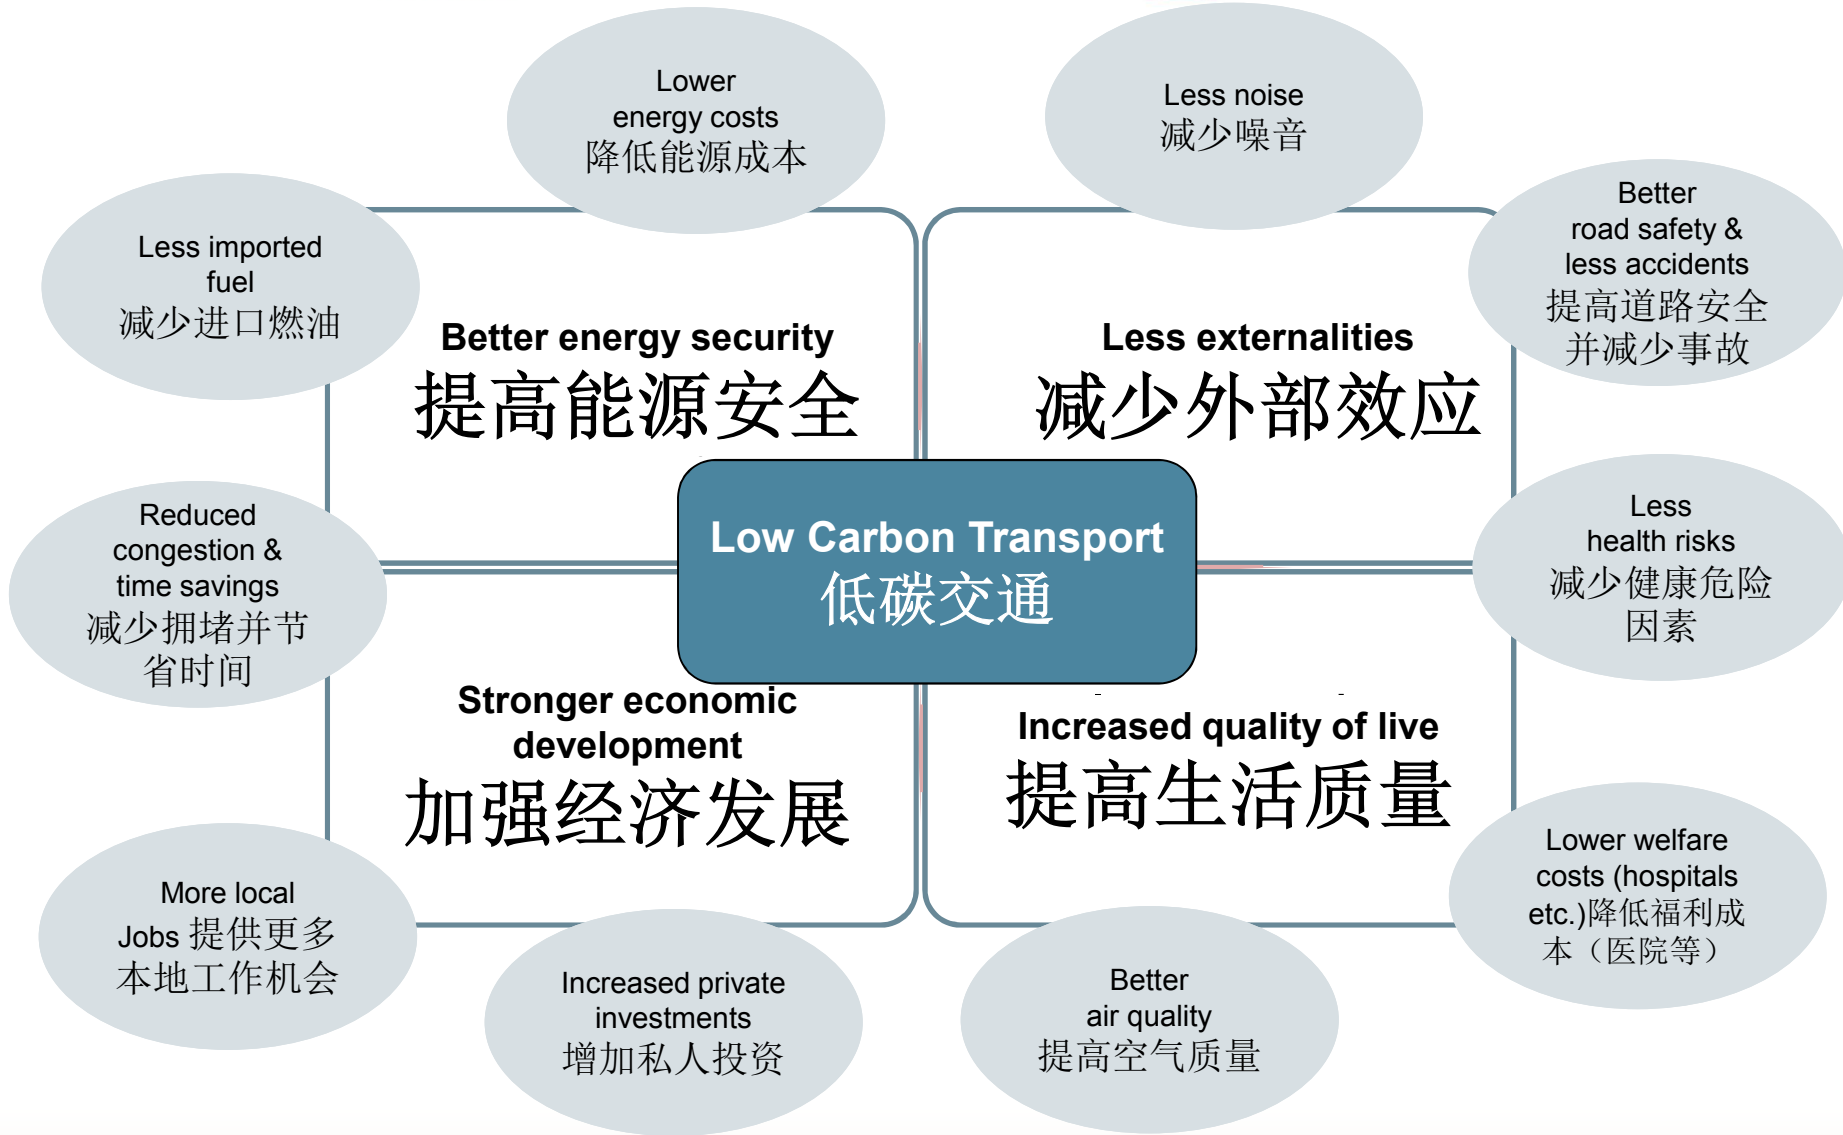 Lower
energy costs
降低能源成本
Less noise
减少噪音
Less imported
fuel
减少进口燃油
Better
road safety &
less accidents
提高道路安全
并减少事故
Better energy security
提高能源安全
Less externalities
减少外部效应
Reduced
congestion &
time savings
减少拥堵并节
省时间
Low Carbon Transport
低碳交通
Less
health risks
减少健康危险
因素
Stronger economic
development
加强经济发展
Increased quality of live
提高生活质量
More local
Jobs 提供更多
本地工作机会
Increased private
investments
增加私人投资
Better
air quality
提高空气质量
Lower welfare
costs (hospitals
etc.)降低福利成
本（医院等）